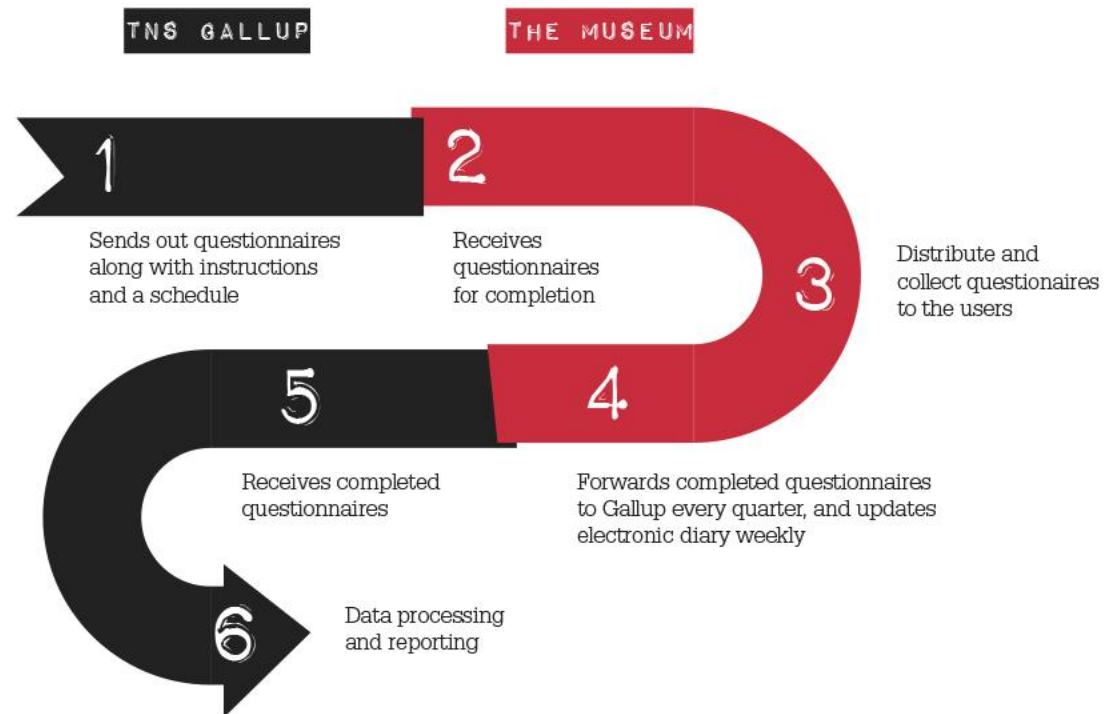 TNS GALLUP
THE MUSEUM
1
Sends out questionnaires
along with instructions
and a schedule
2
Receives
questionnaires
for completion
3
Distribute and
collect questionaires
to the users
4
Forwards completed questionnaires
to Gallup every quarter, and updates
electronic diary weekly
5
Receives completed
questionnaires
6
Data processing
and reporting